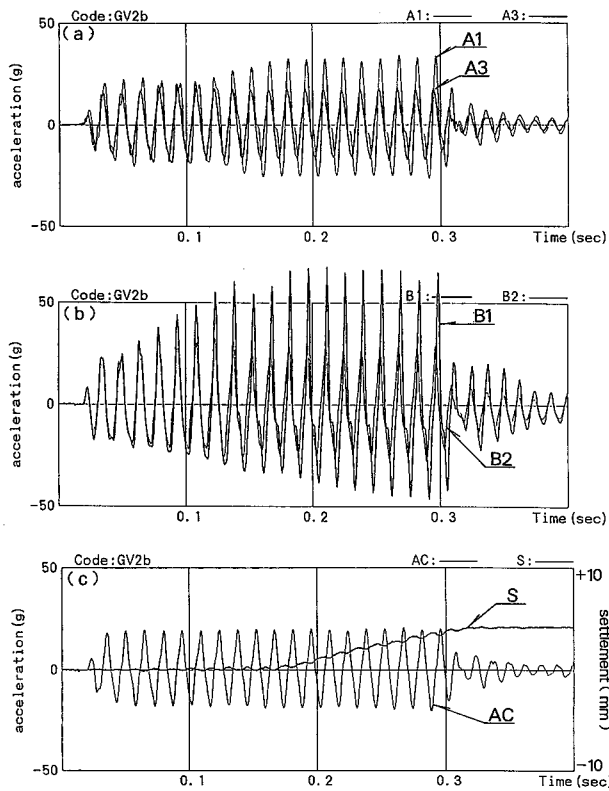 Code:GV2b A1: A3:
50
(a)
A1
A3
acceleration(g)
0
-50
0.1 0.2 0.3 Time(sec)
Code:GV2b B1: B2:
50
(b)
B1
acceleration(g)
0
B2
-50
0.1 0.2 0.3 Time(sec)
Code:GV2b AC: S:
50 +10
(c)
S
acceleration(g)
settlement (mm)
0
AC
-50 -10
0.1 0.2 0.3 Time(sec)